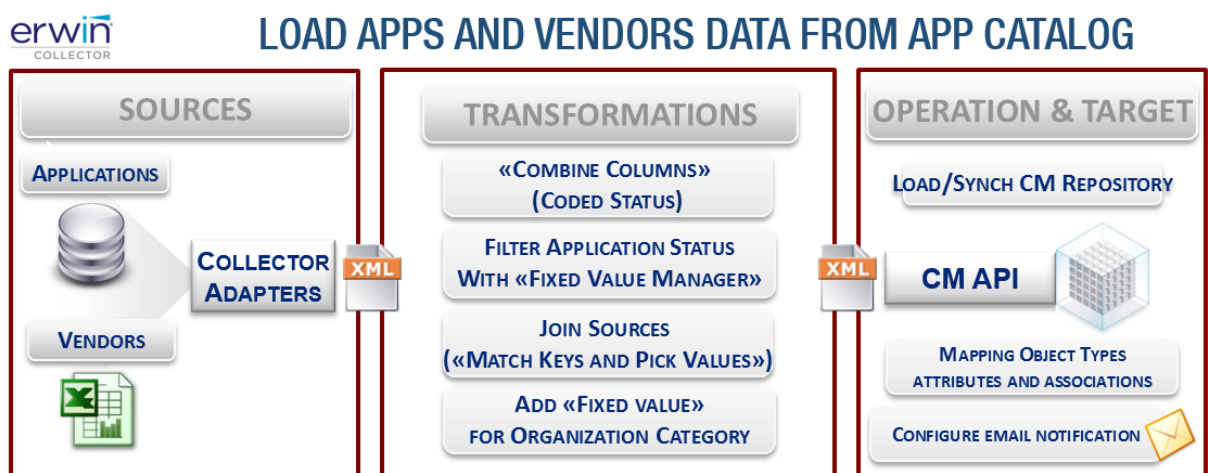 erwin
COLLECTOR
LOAD APPS AND VENDORS DATA FROM APP CATALOG
SOURCES
APPLICATIONS
COLLECTOR
ADAPTERS
VENDORS
XML
TRANSFORMATIONS
«COMBINE COLUMNS»
(CODED STATUS)
FILTER APPLICATION STATUS
WITH «FIXED VALUE MANAGER»
JOIN SOURCES
(«MATCH KEYS AND PICK VALUES»)
ADD «FIXED VALUE»
FOR ORGANIZATION CATEGORY
XML
OPERATION & TARGET
LOAD/SYNCH CM REPOSITORY
CM API
MAPPING OBJECT TYPES
ATTRIBUTES AND ASSOCIATIONS
CONFIGURE EMAIL NOTIFICATION